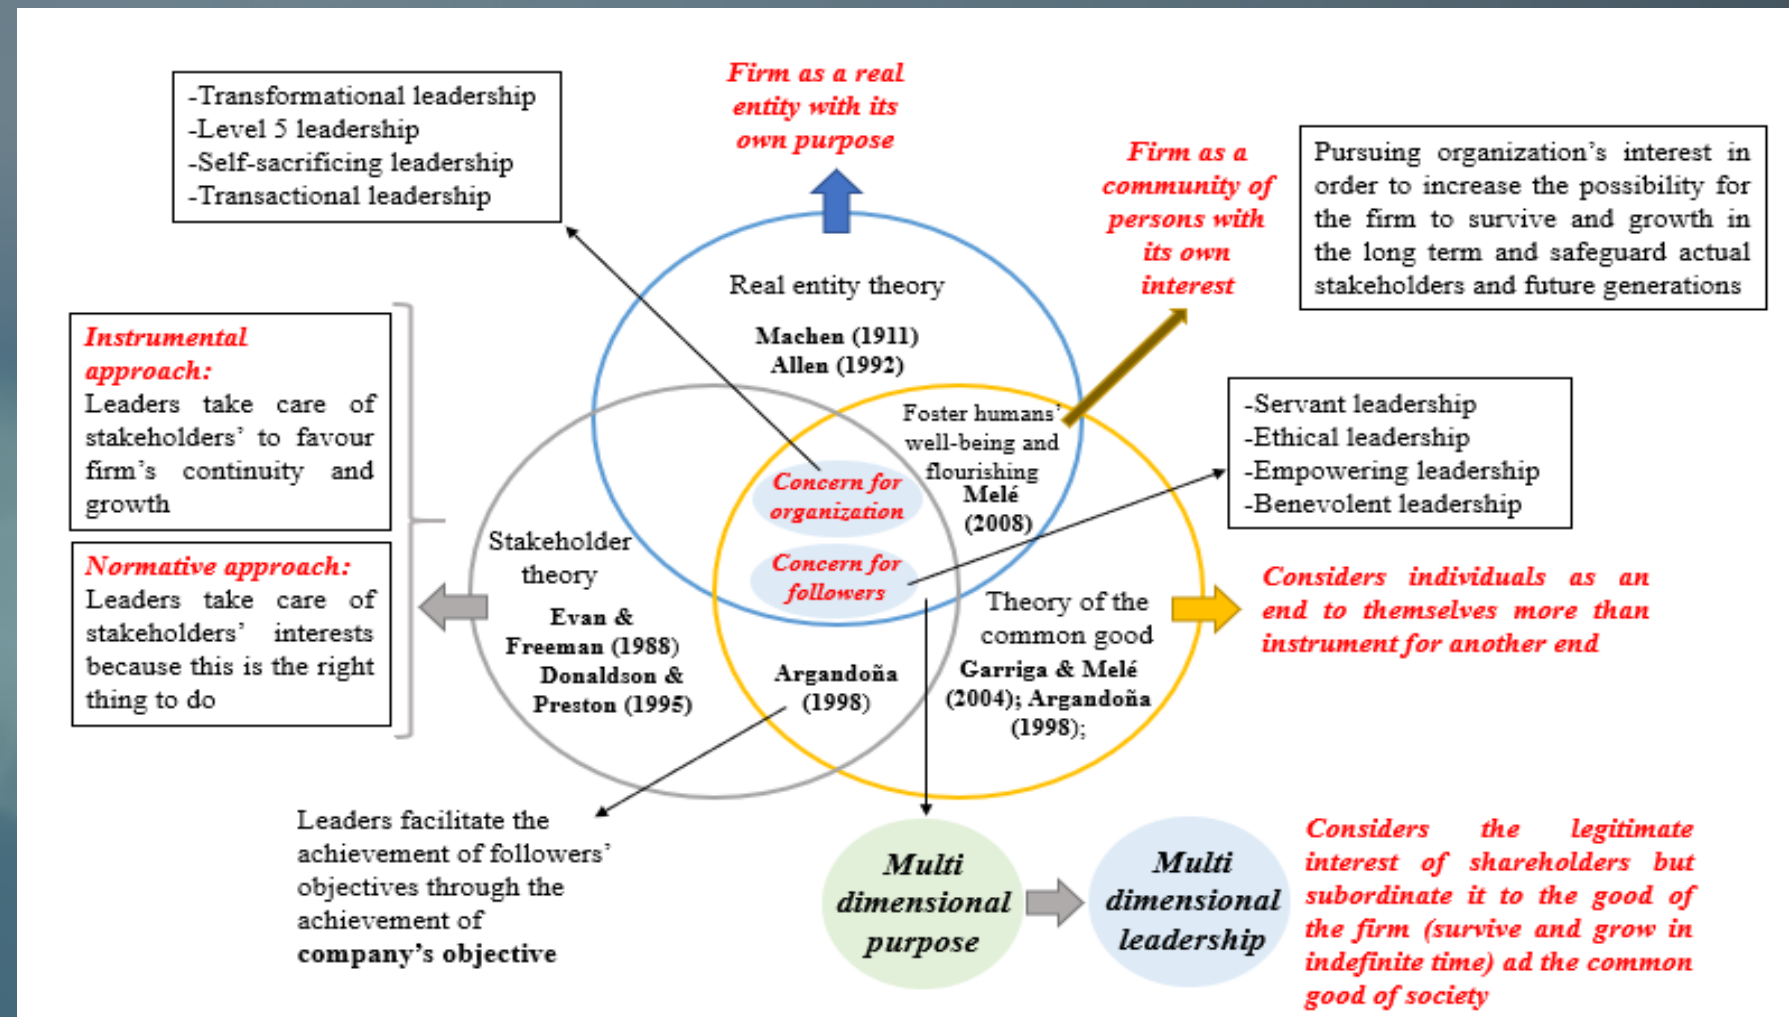 -Transformational leadership
-Level 5 leadership
-Self-sacrificing leadership
-Transactional leadership
Firm as a real
entity with its
own purpose
Firm as a
community of
persons with
its own
interest
Pursuing organization’s interest in
order to increase the possibility for
the firm to survive and growth in
the long term and safeguard actual
stakeholders and future generations
Real entity theory
Machen (1911)
Allen (1992)
Instrumental
approach:
Leaders take care of
stakeholders’ to favour
firm’s continuity and
growth
Normative approach:
Leaders take care of
stakeholders’ interests
because this is the right
thing to do
Foster humans’
well-being and
flourishing
Melé
(2008)
Concern for
organization
Concern for
followers
-Servant leadership
-Ethical leadership
-Empowering leadership
-Benevolent leadership
Stakeholder
theory
Evan &
Freeman (1988)
Donaldson &
Preston (1995)
Argandoña
(1998)
Theory of the
common good
Garriga & Melé
(2004); Argandoña
(1998);
Considers individuals as an
end to themselves more than
instrument for another end
Leaders facilitate the
achievement of followers’
objectives through the
achievement of
company’s objective
Multi
dimensional
purpose
Multi
dimensional
leadership
Considers the legitimate
interest of shareholders but
subordinate it to the good of
the firm (survive and grow in
indefinite time) ad the common
good of society